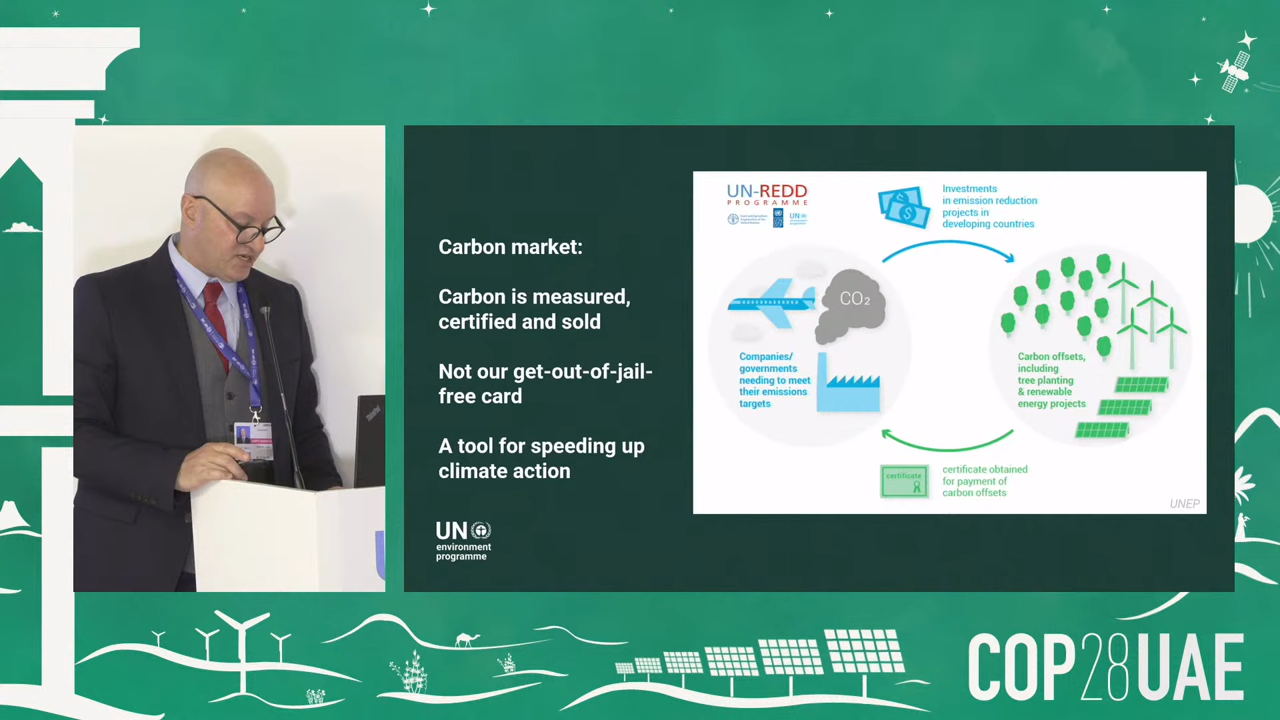 Carbon market:
Carbon is measured,
certified and sold
Not our get-out-of-jail-
free card
A tool for speeding up
climate action
UN
environment
programme
UN-REDD
PROGRAMME
UN
Investments
in emission reduction
projects in
developing countries
CO₂
Companies/
governments
needing to meet
their emissions
targets
Carbon offsets,
including
tree planting
& renewable
energy projects
certificate
certificate obtained
for payment of
carbon offsets
UNEP
COP28UAE